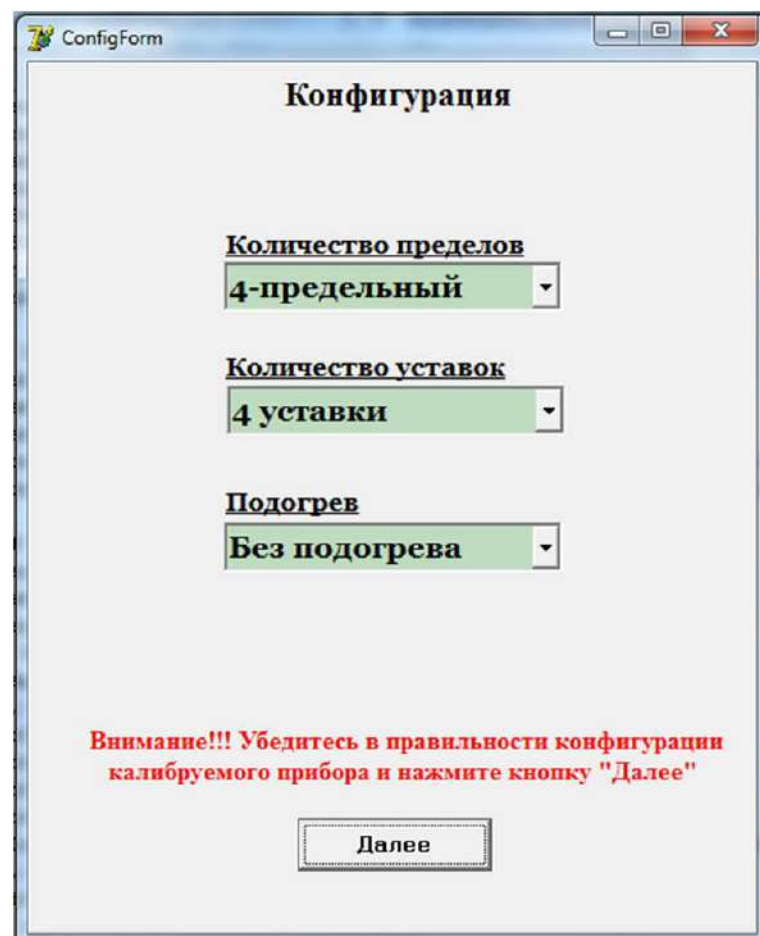 ConfigForm
Конфигурация
Количество пределов
4-предельный
Количество уставок
4 уставки
Подогрев
Без подогрева
Внимание!!! Убедитесь в правильности конфигурации
калибруемого прибора и нажмите кнопку "Далее"
Далее